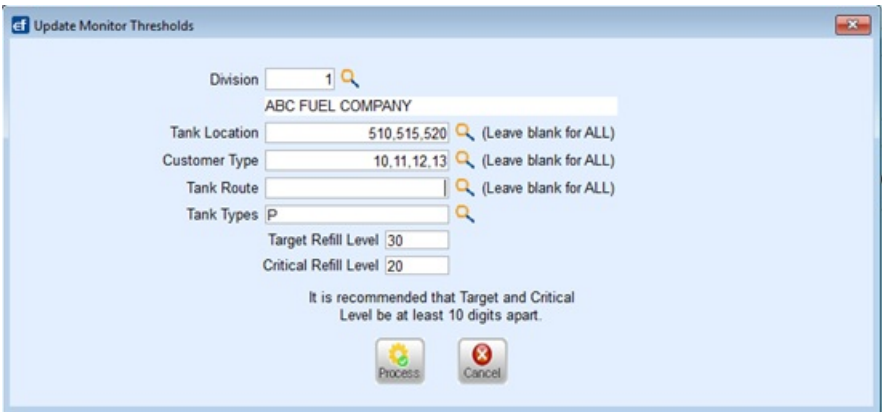 ef Update Monitor Thresholds
Division 1
ABC FUEL COMPANY
Tank Location 510,515,520 (Leave blank for ALL)
Customer Type 10,11,12,13 (Leave blank for ALL)
Tank Route (Leave blank for ALL)
Tank Types P
Target Refill Level 30
Critical Refill Level 20
It is recommended that Target and Critical
Level be at least 10 digits apart.
Process Cancel